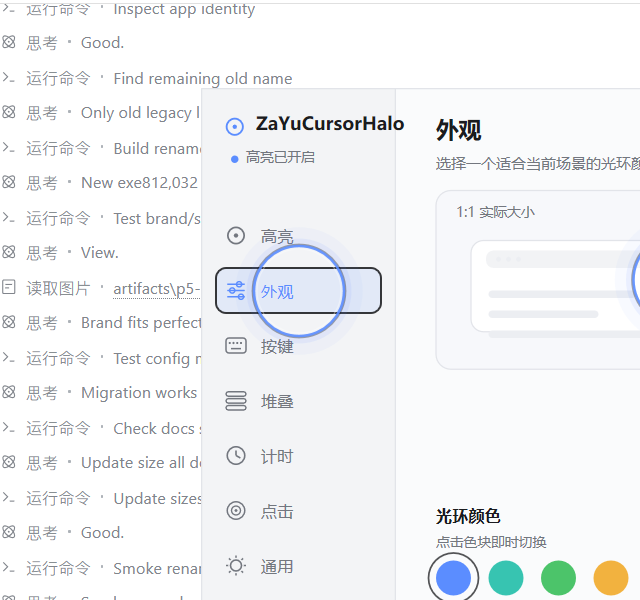 运行命令 · Inspect app identity
思考 · Good.
运行命令 · Find remaining old name
思考 · Only old legacy
运行命令 · Build rename
思考 · New exe812,032
运行命令 · Test brand/s
思考 · View.
读取图片 · artifacts\p5-
思考 · Brand fits perfect
运行命令 · Test config
思考 · Migration works
运行命令 · Check docs
思考 · Update size all
运行命令 · Update sizes
思考 · Good.
运行命令 · Smoke
思考 ·
ZaYuCursorHalo
高亮已开启
高亮
外观
按键
堆叠
计时
点击
通用
外观
选择一个适合当前场景的光环
1:1 实际大小
光环颜色
点击色块即时切换